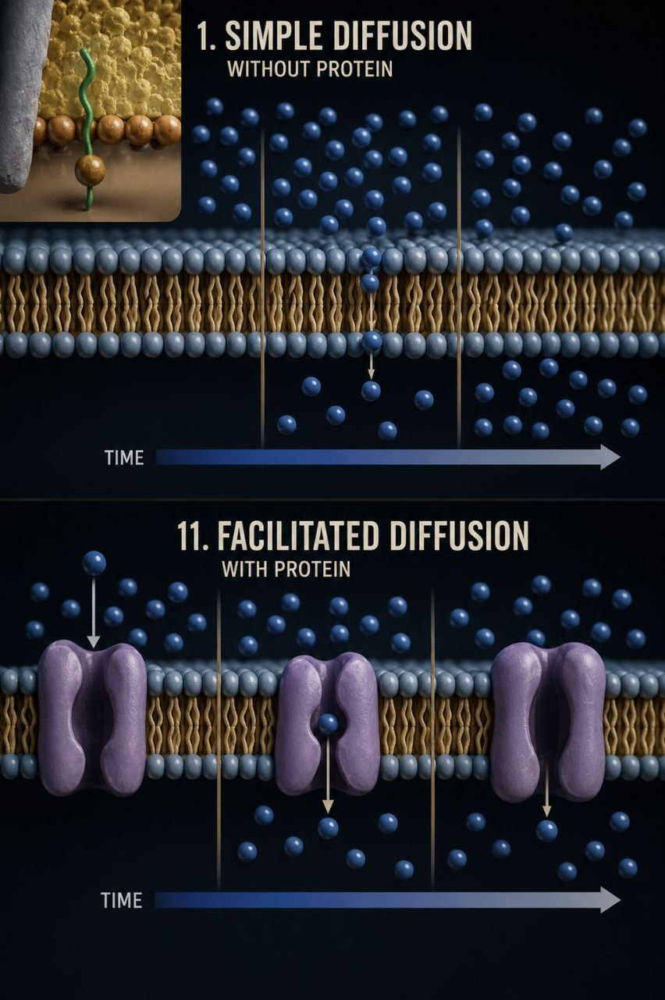 1. SIMPLE DIFFUSION
WITHOUT PROTEIN
TIME
11. FACILITATED DIFFUSION
WITH PROTEIN
TIME